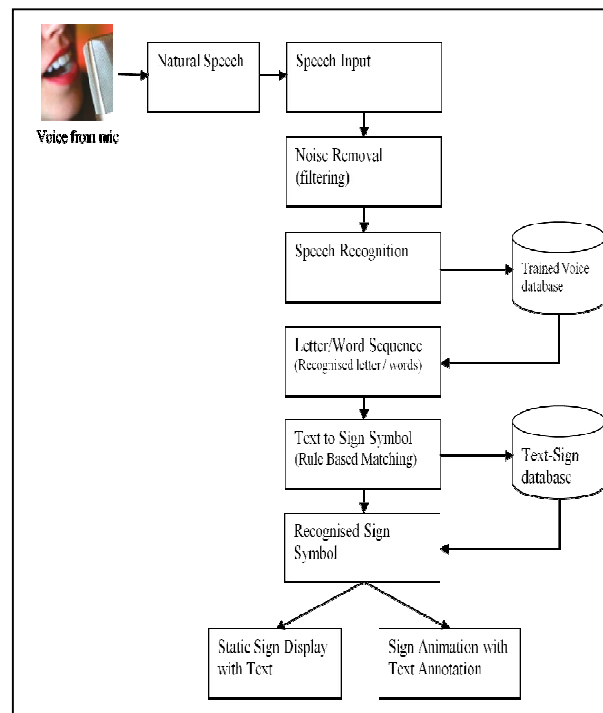 Natural Speech
Speech Input
Voice from mic
Noise Removal
(filtering)
Speech Recognition
Trained Voice
database
Letter/Word Sequence
(Recognised letter / words)
Text to Sign Symbol
(Rule Based Matching)
Text-Sign
database
Recognised Sign
Symbol
Static Sign Display
with Text
Sign Animation with
Text Annotation